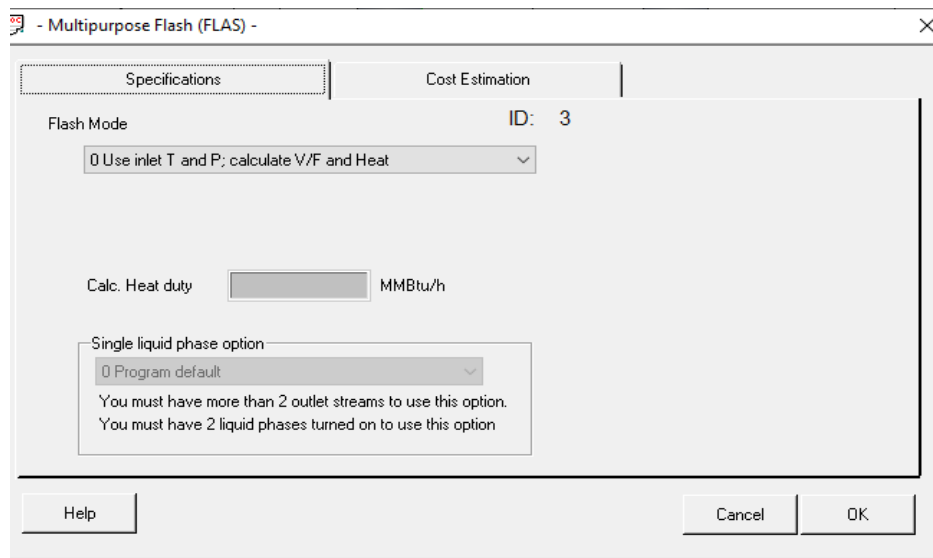 - Multipurpose Flash (FLAS) -
Specifications Cost Estimation
Flash Mode ID: 3
0 Use inlet T and P; calculate V/F and Heat
Calc. Heat duty MMBtu/h
Single liquid phase option
0 Program default
You must have more than 2 outlet streams to use this option.
You must have 2 liquid phases turned on to use this option
Help Cancel OK